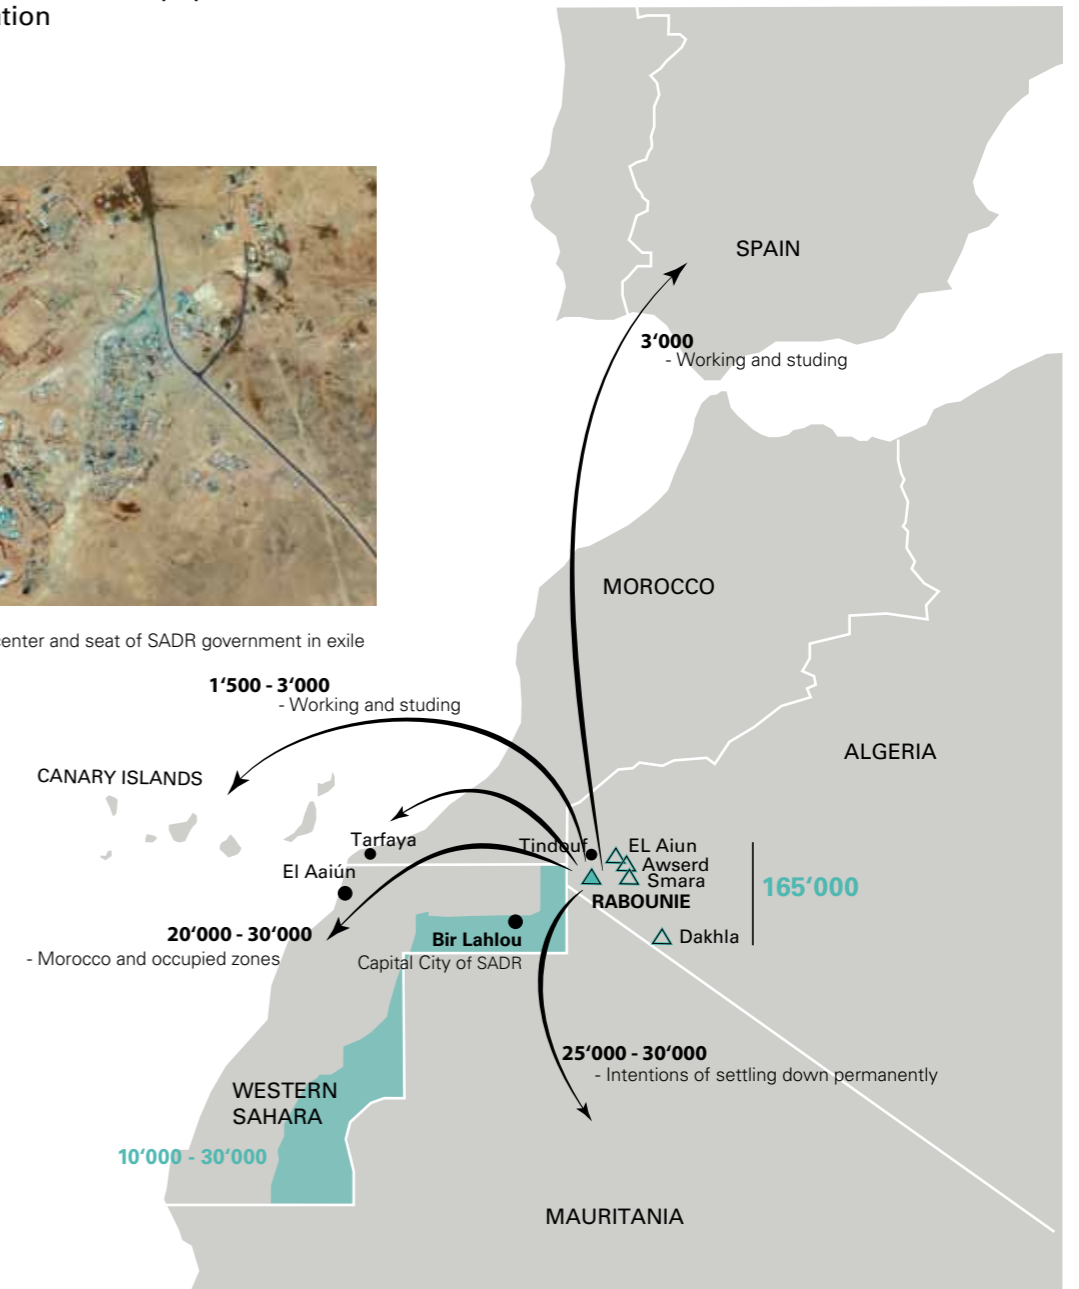 SPAIN
3‘000
- Working and studing
MOROCCO
center and seat of SADR government in exile
1‘500 - 3‘000
- Working and studing
ALGERIA
CANARY ISLANDS
Tarfaya
Tindouf
EL Aiun
Awserd
El Aaiún
Smara
165‘000
RABOUNIE
20‘000 - 30‘000
Bir Lahlou
Dakhla
- Morocco and occupied zones
Capital City of SADR
25‘000 - 30‘000
- Intentions of settling down permanently
WESTERN
SAHARA
10‘000 - 30‘000
MAURITANIA